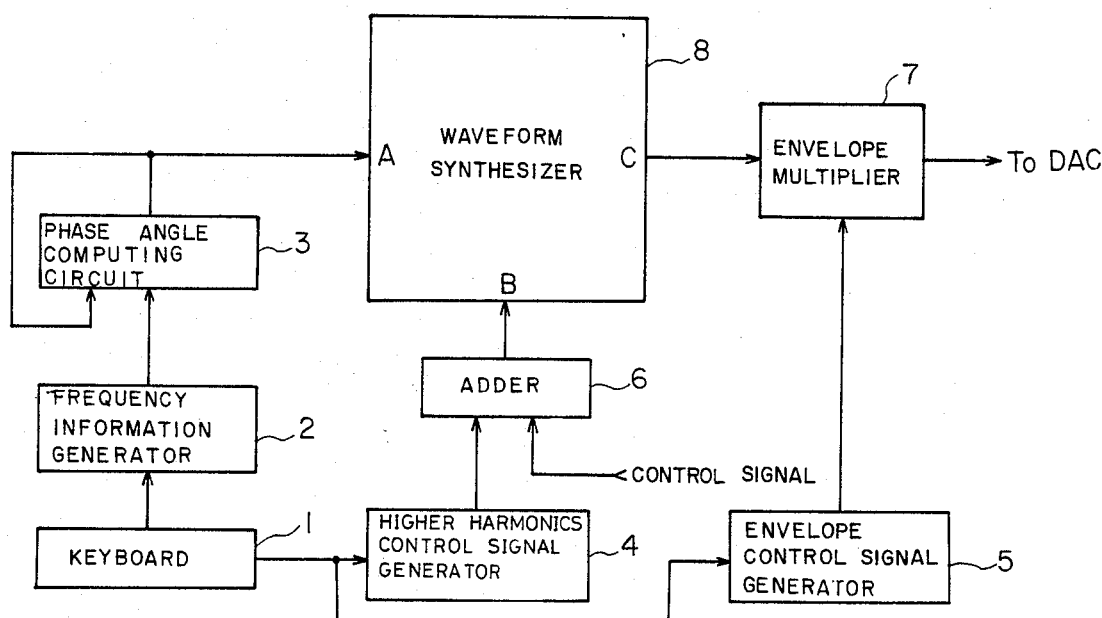 8
7
WAVEFORM
SYNTHESIZER
A
C
B
ENVELOPE
MULTIPLIER
To DAC
PHASE ANGLE
COMPUTING
CIRCUIT
3
ADDER
6
FREQUENCY
INFORMATION
GENERATOR
2
CONTROL SIGNAL
KEYBOARD
1
HIGHER HARMONICS
CONTROL SIGNAL
GENERATOR
4
ENVELOPE
CONTROL SIGNAL
GENERATOR
5